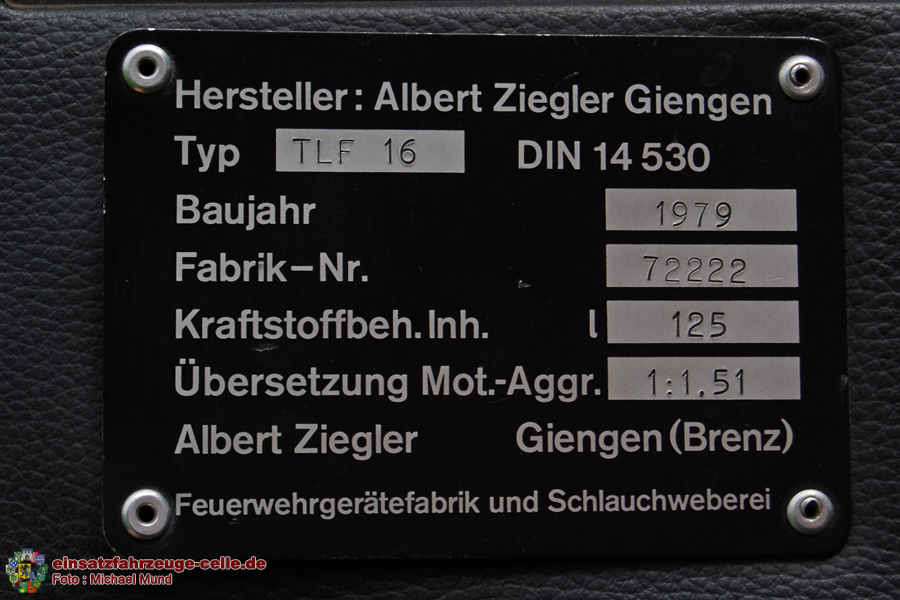 Hersteller: Albert Ziegler Giengen
Typ TLF 16 DIN 14 530
Baujahr 1979
Fabrik-Nr. 72222
Kraftstoffbeh. Inh. l 125
Übersetzung Mot.-Aggr. 1:1,51
Albert Ziegler Giengen (Brenz)
Feuerwehrgerätefabrik und Schlauchweberei
einsatzfahrzeuge-celle.de
Foto : Michael Mund